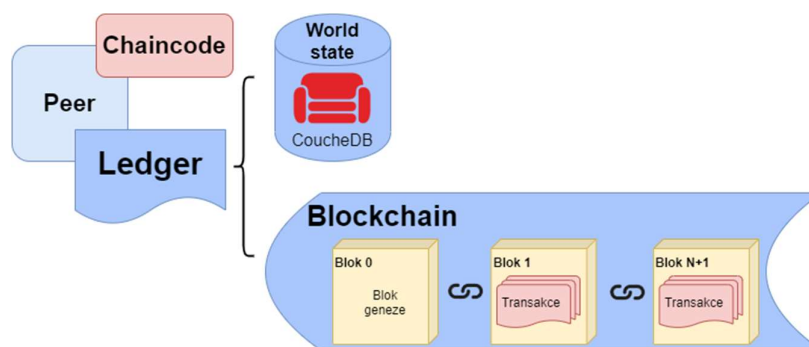 Chaincode
Peer
Ledger
World
state
CoucheDB
Blockchain
Blok 0
Blok
geneze
Blok 1
Transakce
Blok N+1
Transakce